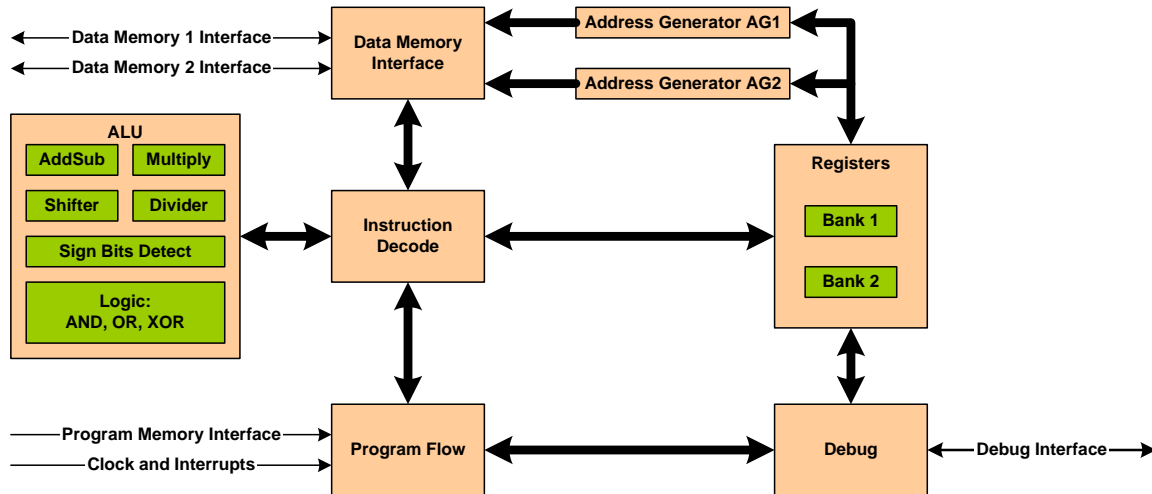 Data Memory 1 Interface
Data Memory 2 Interface
Data Memory
Interface
Address Generator AG1
Address Generator AG2
ALU
AddSub
Multiply
Shifter
Divider
Sign Bits Detect
Logic:
AND, OR, XOR
Instruction
Decode
Registers
Bank 1
Bank 2
Program Memory Interface
Clock and Interrupts
Program Flow
Debug
Debug Interface